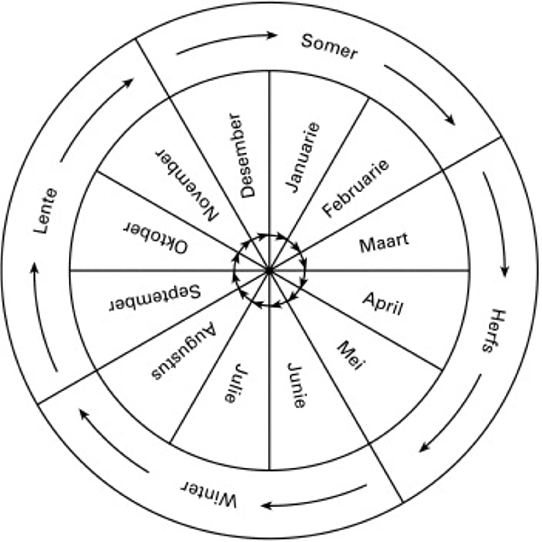 Somer
Herfs
Winter
Lente
Januarie
Februarie
Maart
April
Mei
Junie
Julie
Augustus
September
Oktober
November
Desember